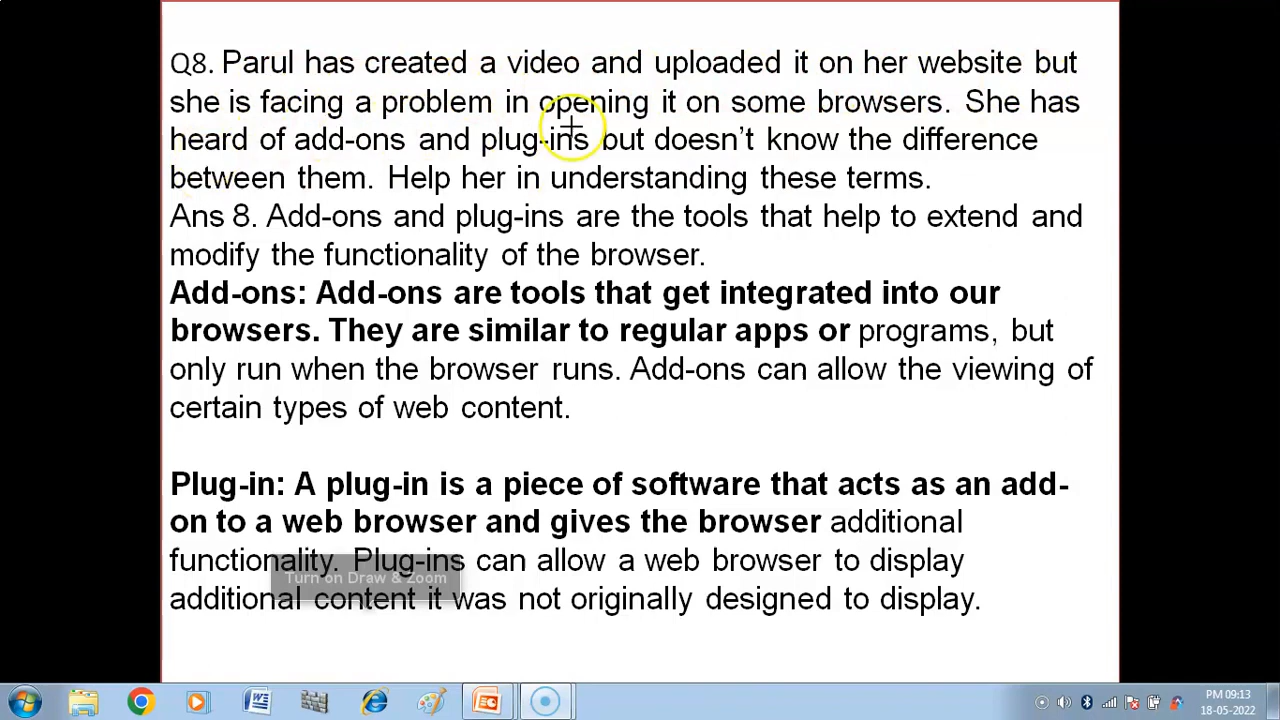 Q8. Parul has created a video and uploaded it on her website but
she is facing a problem in opening it on some browsers. She has
heard of add-ons and plug-ins but doesn’t know the difference
between them. Help her in understanding these terms.
Ans 8. Add-ons and plug-ins are the tools that help to extend and
modify the functionality of the browser.
Add-ons: Add-ons are tools that get integrated into our
browsers. They are similar to regular apps or programs, but
only run when the browser runs. Add-ons can allow the viewing of
certain types of web content.
Plug-in: A plug-in is a piece of software that acts as an add-
on to a web browser and gives the browser additional
functionality. Plug-ins can allow a web browser to display
Turn on Draw & Zoom
additional content it was not originally designed to display.
PM 09:13
18-05-2022